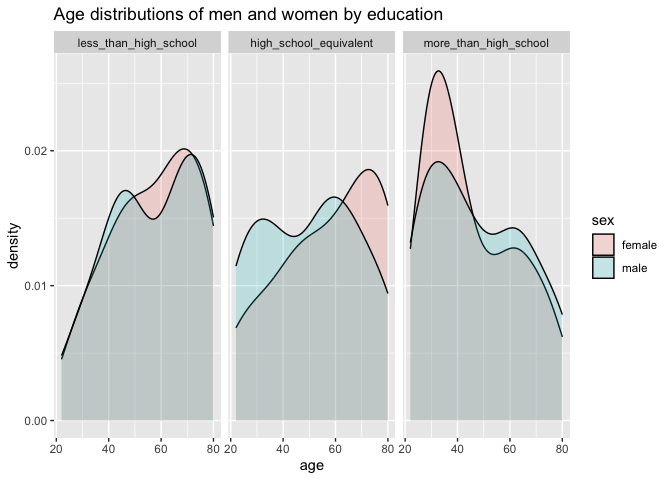 Age distributions of men and women by education
less_than_high_school high_school_equivalent more_than_high_school
0.02
0.01
0.00
density
20 40 60 80 20 40 60 80 20 40 60 80
age
sex
female
male